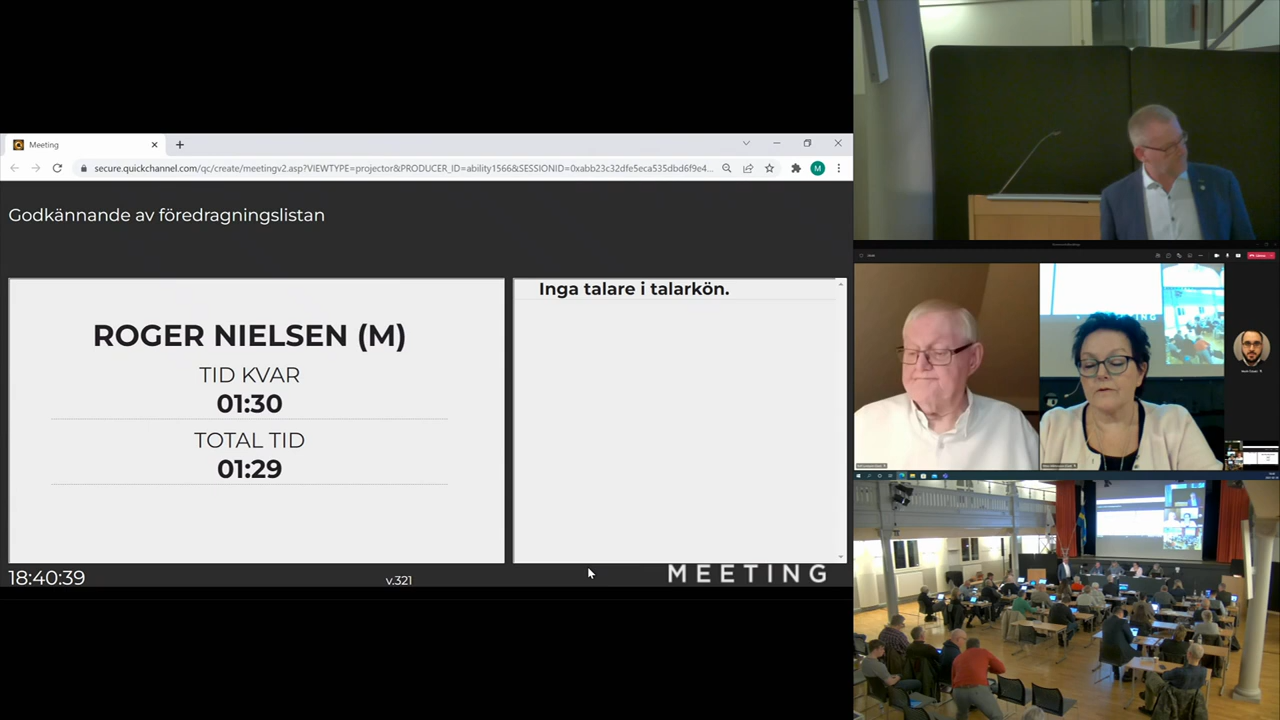 Meeting
secure.quickchannel.com/qc/create/meetingv2.asp?VIEWTYPE=projector&PRODUCER_ID=ability1566&SESSIONID=0xabb23c32dfe5eca535dbd6f9e4...
M
Godkännande av föredragningslistan
ROGER NIELSEN (M)
TID KVAR
01:30
TOTAL TID
01:29
Inga talare i talarkön.
18:40:39
v.321
MEETING